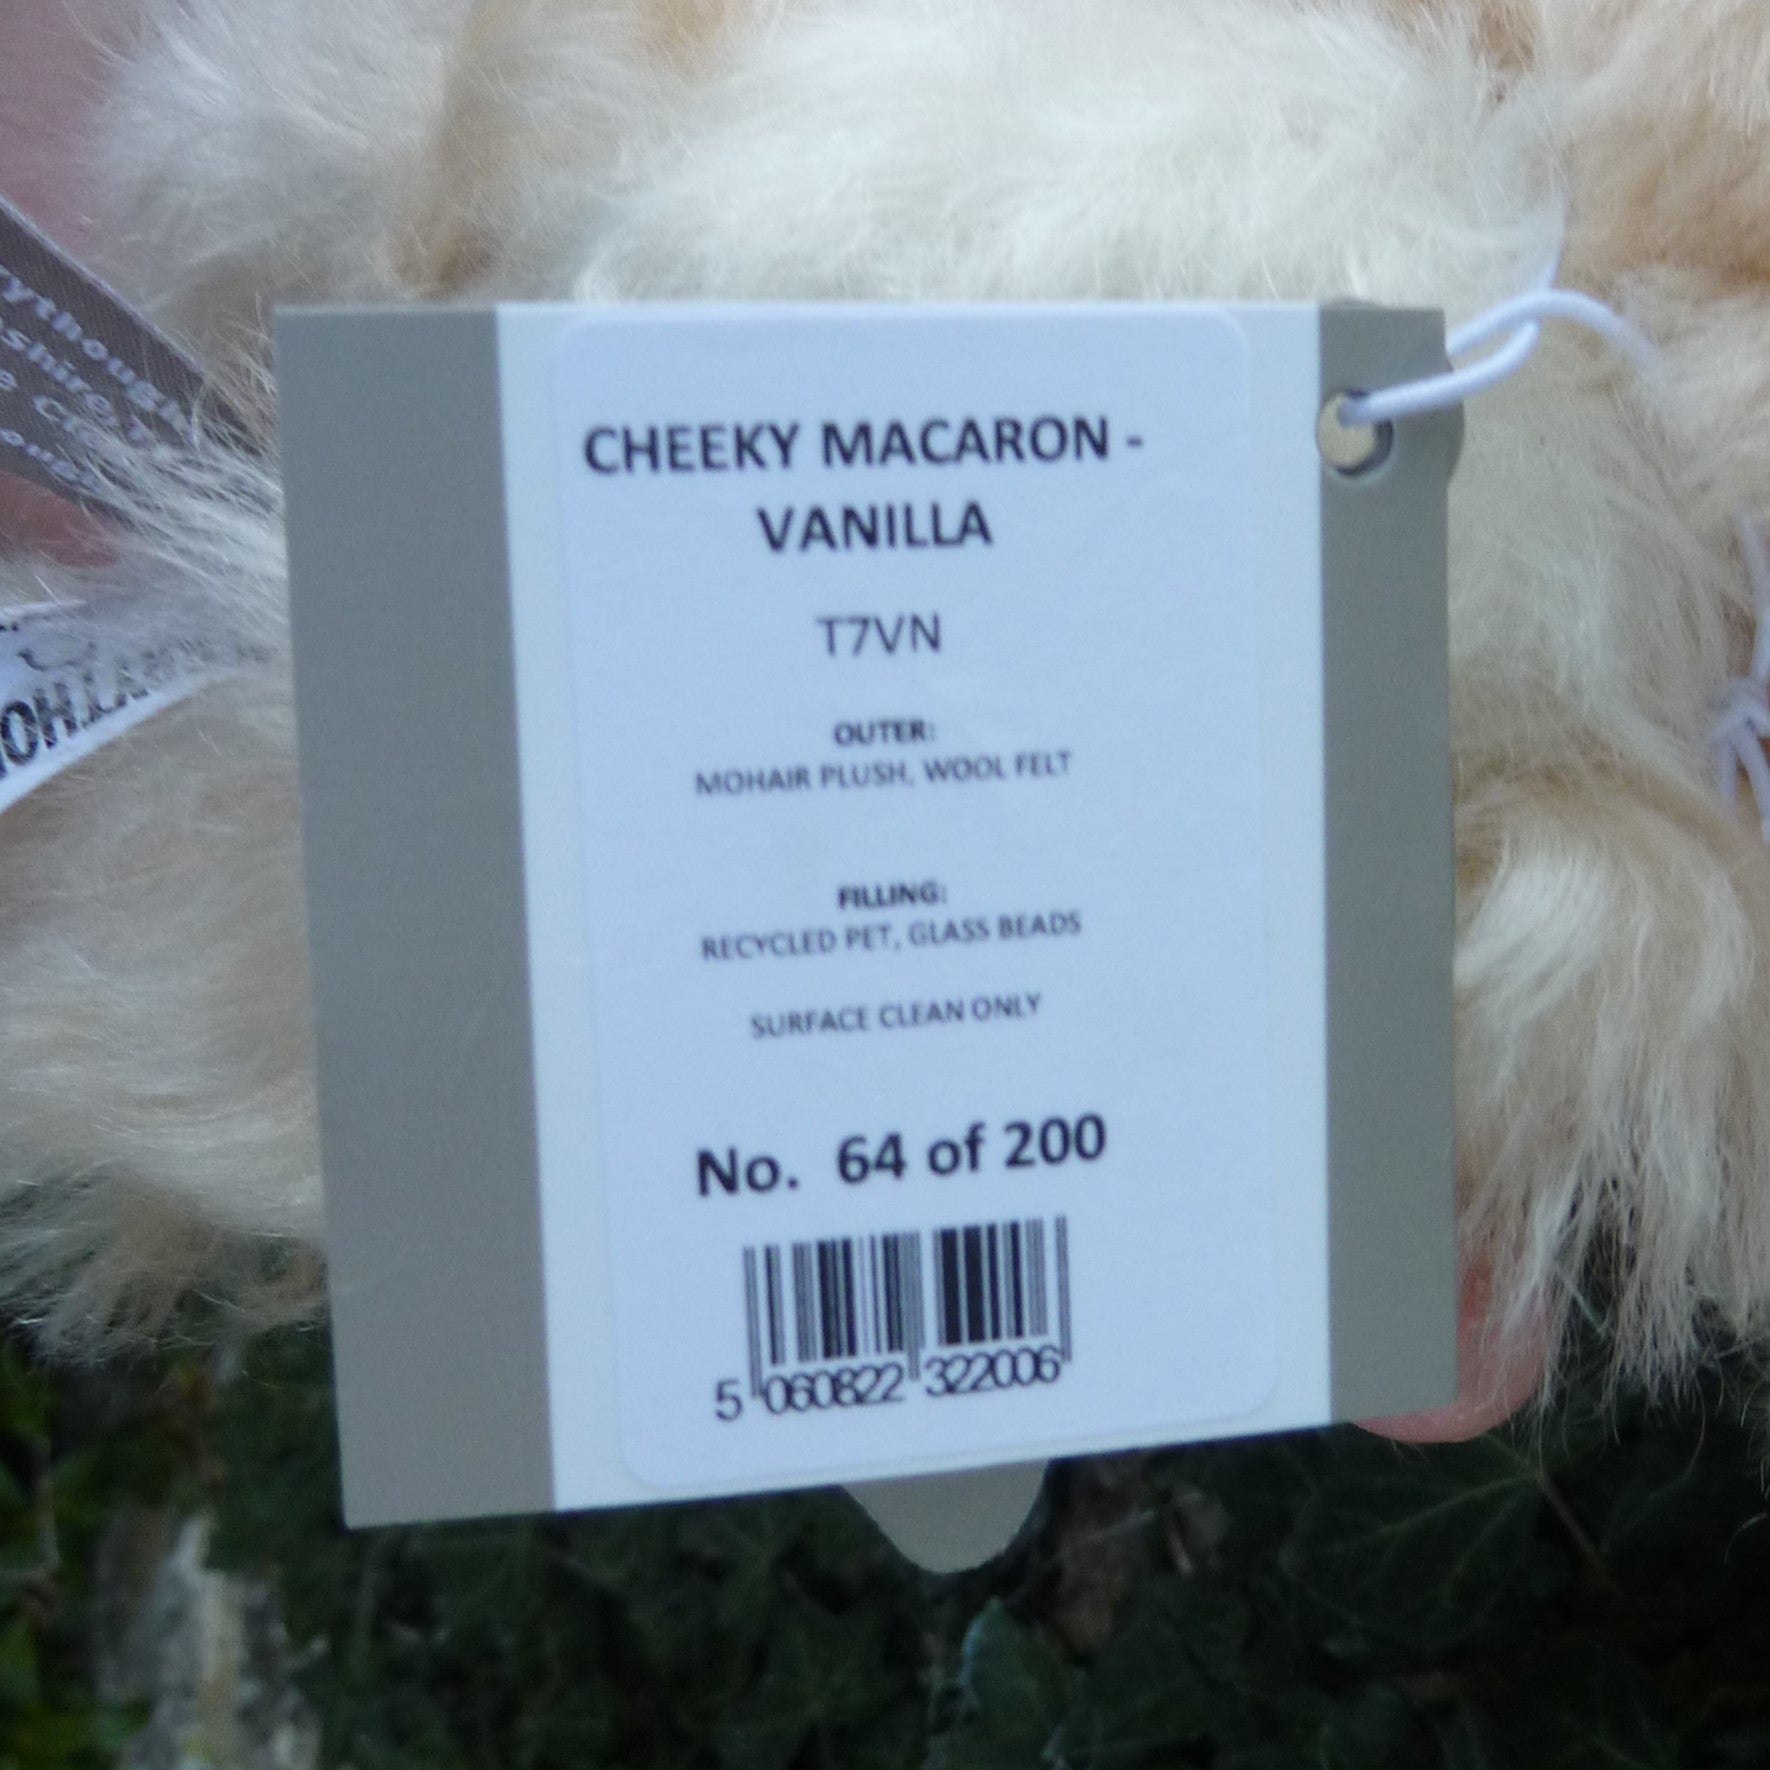 CHEEKY MACARON -
VANILLA
T7VN
OUTER:
MOHAIR PLUSH, WOOL FELT
FILLING:
RECYCLED PET, GLASS BEADS
SURFACE CLEAN ONLY
No. 64 of 200
5 060822 322006